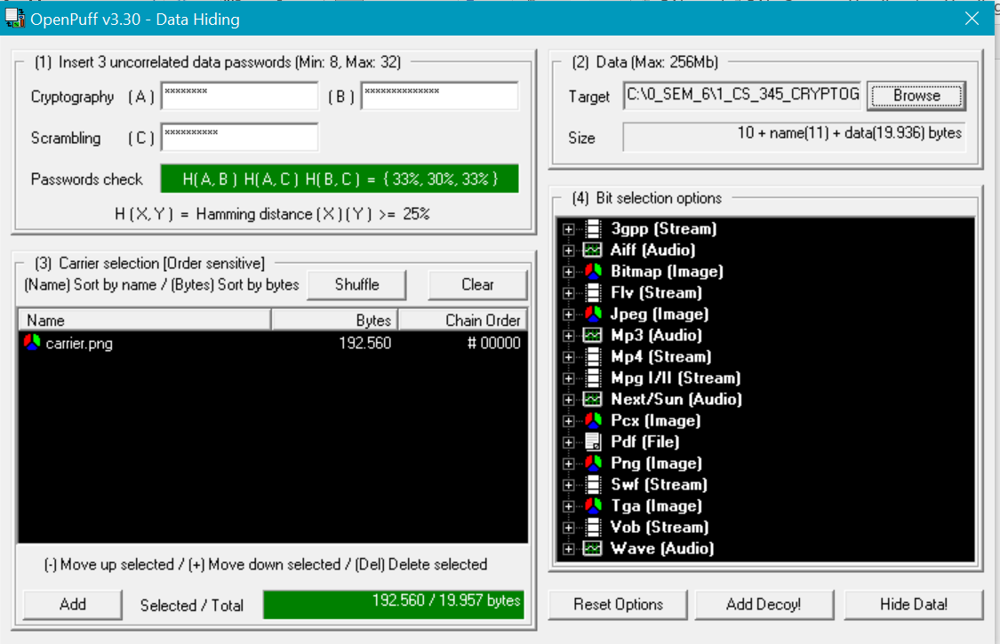 OpenPuff v3.30 - Data Hiding
(1) Insert 3 uncorrelated data passwords (Min: 8, Max: 32)
Cryptography (A) ******** (B) **************
Scrambling (C) **********
Passwords check H(A,B) H(A,C) H(B,C) = {33%, 30%, 33%}
H(X,Y) = Hamming distance (X)(Y) >= 25%
(2) Data (Max: 256Mb)
Target C:\0_SEM_6\1_CS_345_CRYPTOG Browse
Size 10 + name(11) + data(19.936) bytes
(3) Carrier selection [Order sensitive]
(Name) Sort by name / (Bytes) Sort by bytes Shuffle Clear
Name Bytes Chain Order
carrier.png 192.560 # 00000
(-) Move up selected / (+) Move down selected / (Del) Delete selected
Add Selected / Total 192.560 / 19.957 bytes
(4) Bit selection options
3gpp (Stream)
Aiff (Audio)
Bitmap (Image)
Flv (Stream)
Jpeg (Image)
Mp3 (Audio)
Mp4 (Stream)
Mpg I/II (Stream)
Next/Sun (Audio)
Pcx (Image)
Pdf (File)
Png (Image)
Swf (Stream)
Tga (Image)
Vob (Stream)
Wave (Audio)
Reset Options Add Decoy! Hide Data!